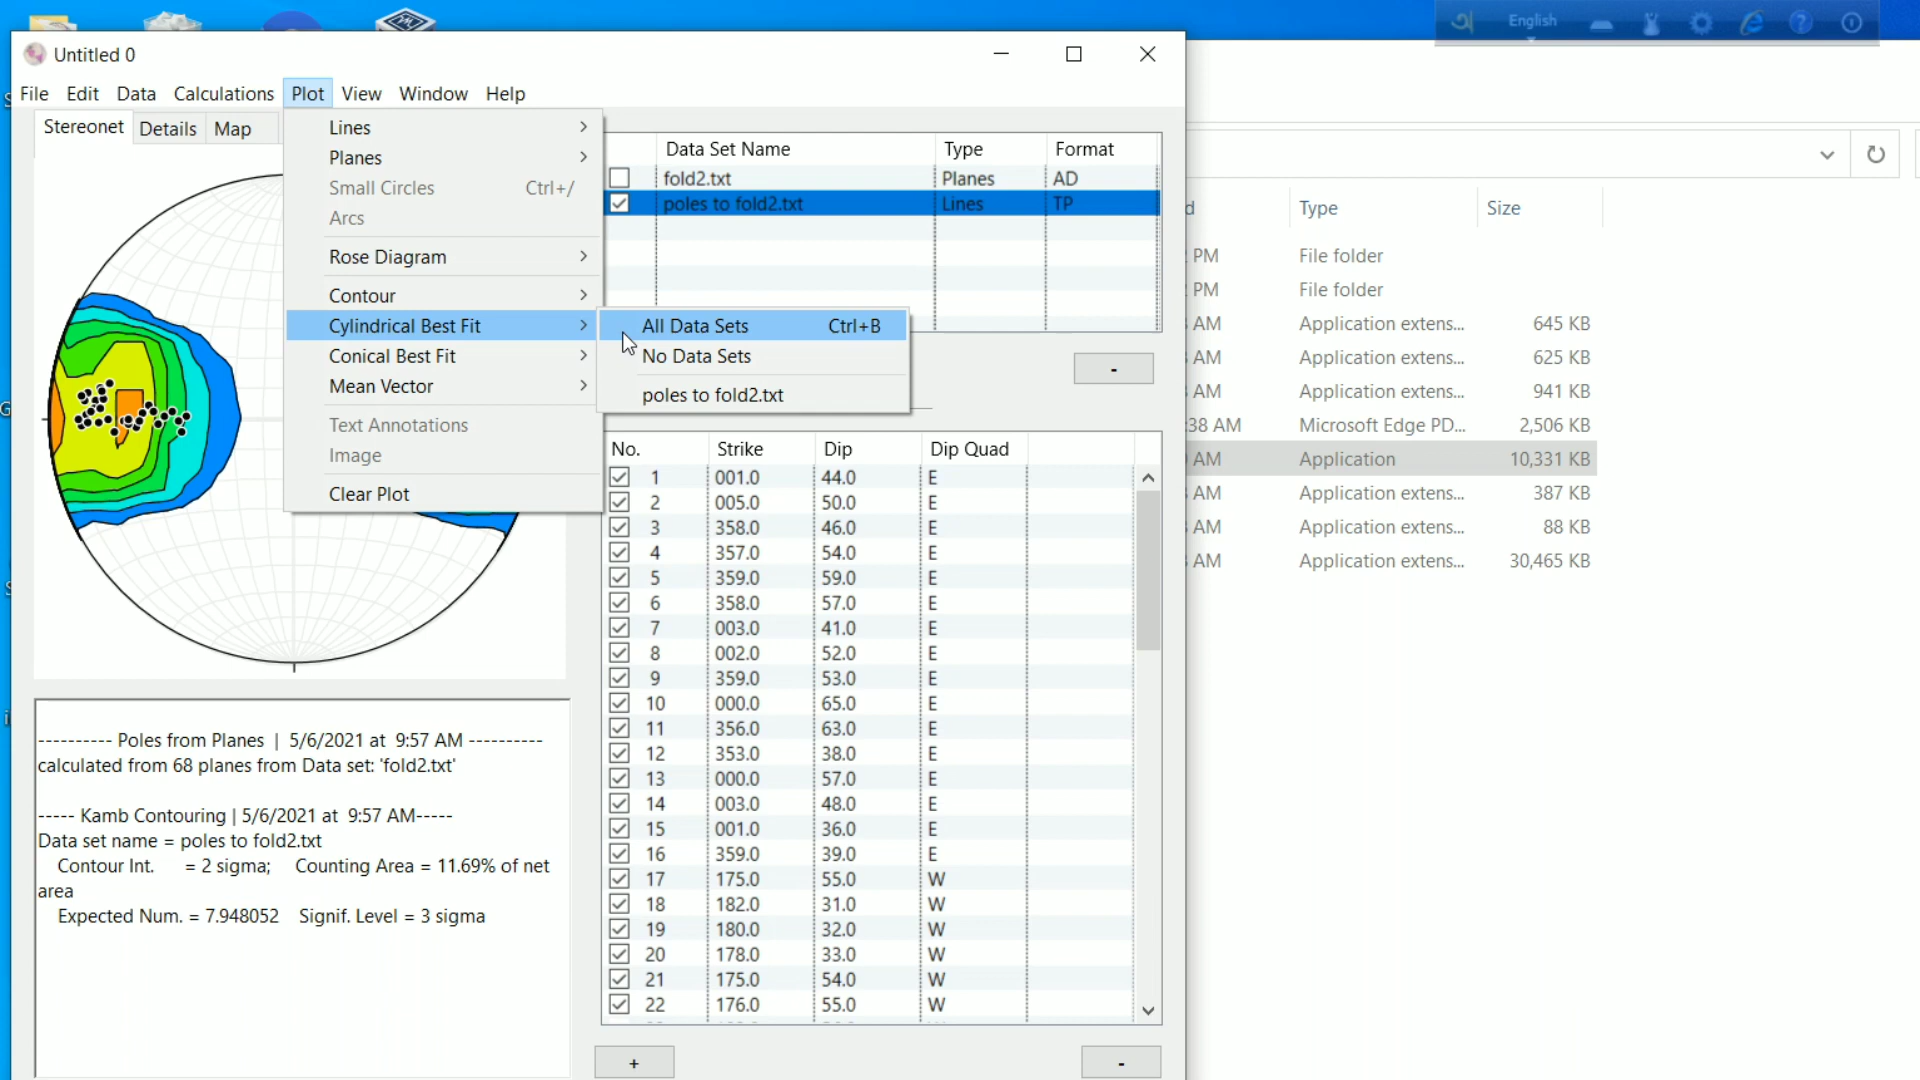 English
Untitled 0
File Edit Data Calculations Plot View Window Help
Stereonet Details Map
Lines
Planes
Small Circles Ctrl+/
Arcs
Rose Diagram
Contour
Cylindrical Best Fit
Conical Best Fit
Mean Vector
Text Annotations
Image
Clear Plot
All Data Sets Ctrl+B
No Data Sets
poles to fold2.txt
Data Set Name Type Format
fold2.txt Planes AD
poles to fold2.txt Lines TP
-
No. Strike Dip Dip Quad
1 001.0 44.0 E
2 005.0 50.0 E
3 358.0 46.0 E
4 357.0 54.0 E
5 359.0 59.0 E
6 358.0 57.0 E
7 003.0 41.0 E
8 002.0 52.0 E
9 359.0 53.0 E
10 000.0 65.0 E
11 356.0 63.0 E
12 353.0 38.0 E
13 000.0 57.0 E
14 003.0 48.0 E
15 001.0 36.0 E
16 359.0 39.0 E
17 175.0 55.0 W
18 182.0 31.0 W
19 180.0 32.0 W
20 178.0 33.0 W
21 175.0 54.0 W
22 176.0 55.0 W
+ -
---------- Poles from Planes | 5/6/2021 at 9:57 AM ----------
calculated from 68 planes from Data set: 'fold2.txt'
----- Kamb Contouring | 5/6/2021 at 9:57 AM-----
Data set name = poles to fold2.txt
Contour Int. = 2 sigma; Counting Area = 11.69% of net
area
Expected Num. = 7.948052 Signif. Level = 3 sigma
d Type Size
PM File folder
PM File folder
AM Application extens... 645 KB
AM Application extens... 625 KB
AM Application extens... 941 KB
:38 AM Microsoft Edge PD... 2,506 KB
AM Application 10,331 KB
AM Application extens... 387 KB
AM Application extens... 88 KB
AM Application extens... 30,465 KB